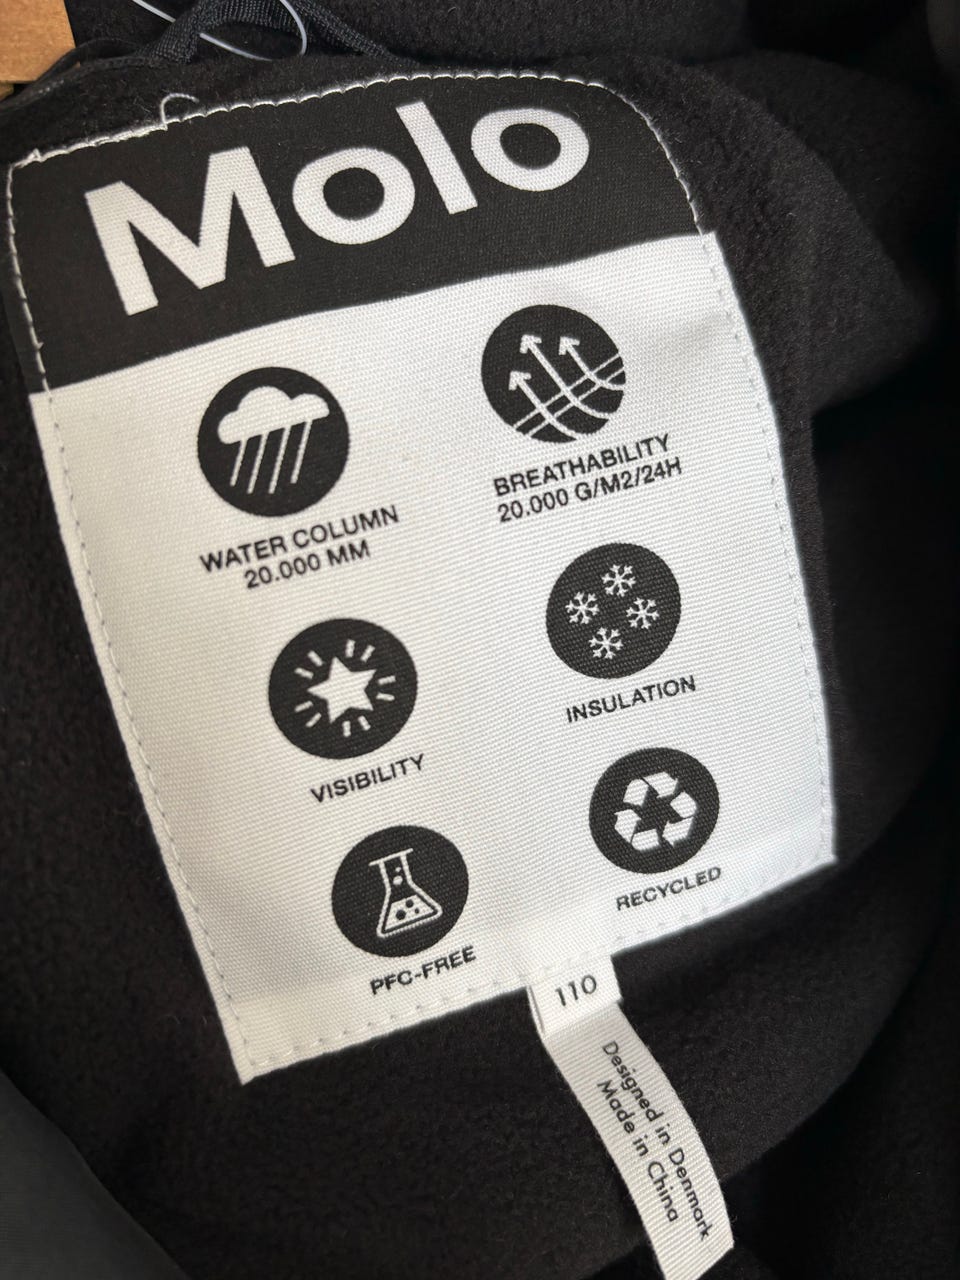 Molo
WATER COLUMN
20.000 MM
BREATHABILITY
20.000 G/M2/24H
VISIBILITY
INSULATION
PFC-FREE
RECYCLED
110
Designed in Denmark
Made in China